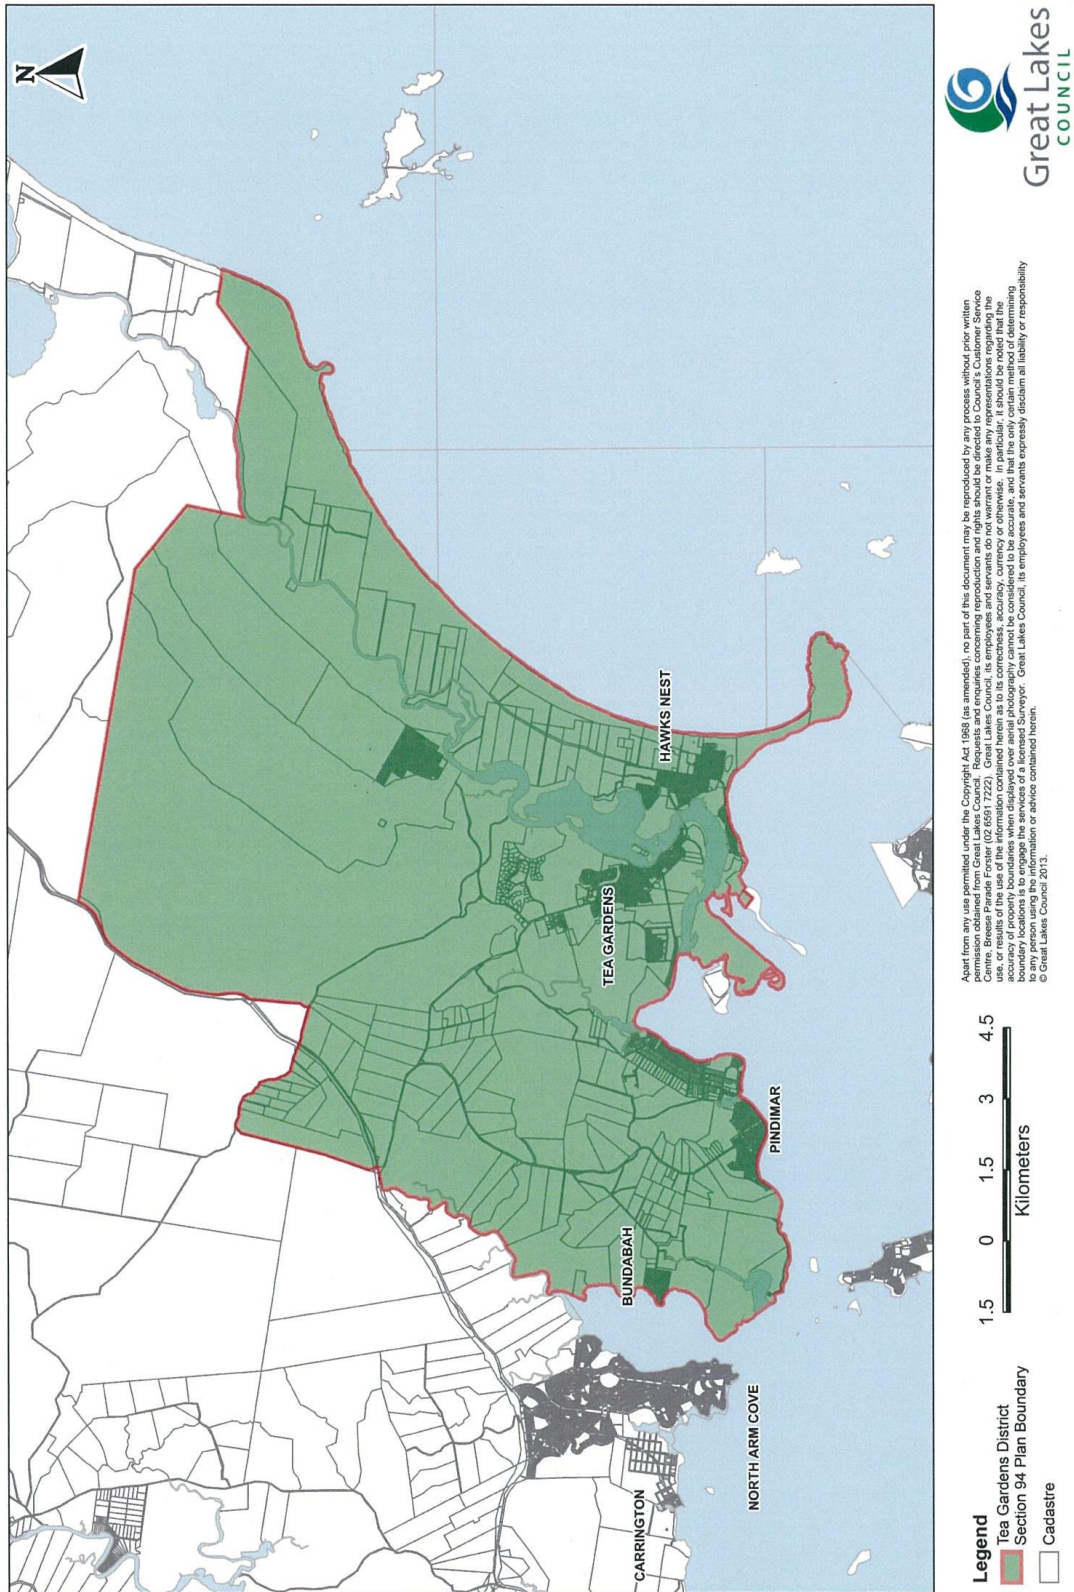 N
HAWKS NEST
TEA GARDENS
PINDIMAR
BUNDABAH
NORTH ARM COVE
CARRINGTON
Legend
Tea Gardens District
Section 94 Plan Boundary
Cadastre
1.5 0 1.5 3 4.5
Kilometers
Apart from any use permitted under the Copyright Act 1968 (as amended), no part of this document may be reproduced by any process without prior written
permission obtained from Great Lakes Council. Requests and enquiries concerning reproduction and rights should be directed to Council's Customer Service
Centre, Breese Parade Forster (02 6591 7222). Great Lakes Council, its employees and servants do not warrant or make any representations regarding the
use, or results of the use of the information contained herein as to its correctness, accuracy, currency or otherwise. In particular, it should be noted that the
accuracy of property boundaries when displayed over aerial photography cannot be considered to be accurate, and that the only certain method of determining
boundary locations is to engage the services of a licensed Surveyor. Great Lakes Council, its employees and servants expressly disclaim all liability or responsibility
to any person using the information or advice contained herein.
© Great Lakes Council 2013.
Great Lakes
COUNCIL